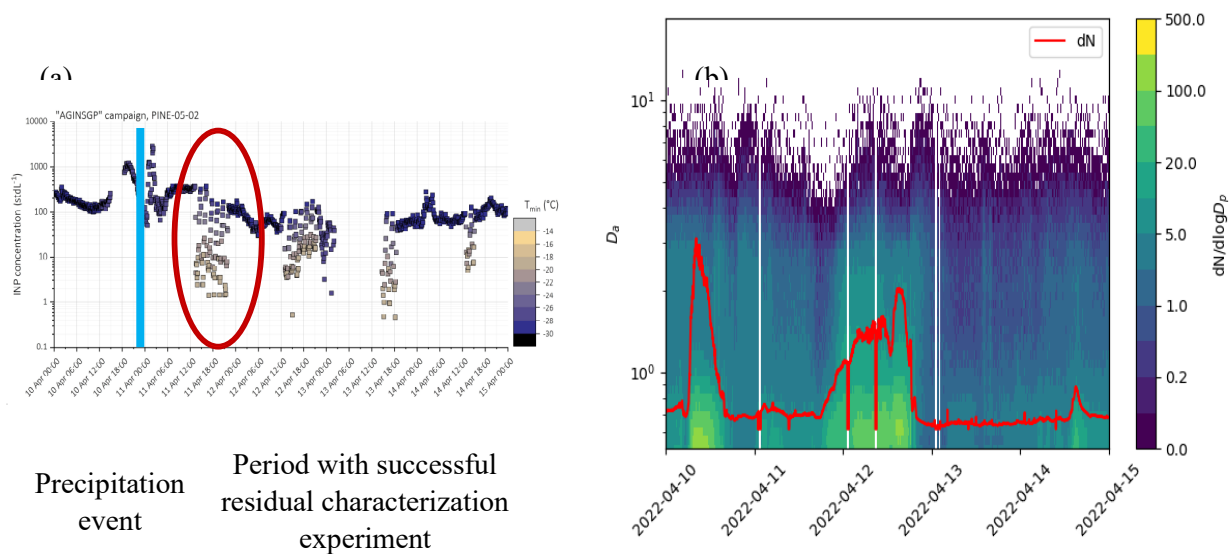 (a)
"AGINSGP" campaign, PINE-05-02
INP concentration (stdL⁻¹)
10000
1000
100
10
1
0.1
10 Apr 00:00
10 Apr 06:00
10 Apr 12:00
10 Apr 18:00
11 Apr 00:00
11 Apr 06:00
11 Apr 12:00
11 Apr 18:00
12 Apr 00:00
12 Apr 06:00
12 Apr 12:00
12 Apr 18:00
13 Apr 00:00
13 Apr 06:00
13 Apr 12:00
13 Apr 18:00
14 Apr 00:00
14 Apr 06:00
14 Apr 12:00
14 Apr 18:00
15 Apr 00:00
Tmin (°C)
-14
-16
-18
-20
-22
-24
-26
-28
-30
Precipitation
event
Period with successful
residual characterization
experiment
(b)
dN
Da
10¹
10⁰
2022-04-10
2022-04-11
2022-04-12
2022-04-13
2022-04-14
2022-04-15
500.0
100.0
20.0
5.0
1.0
0.2
0.0
dN/dlogDp